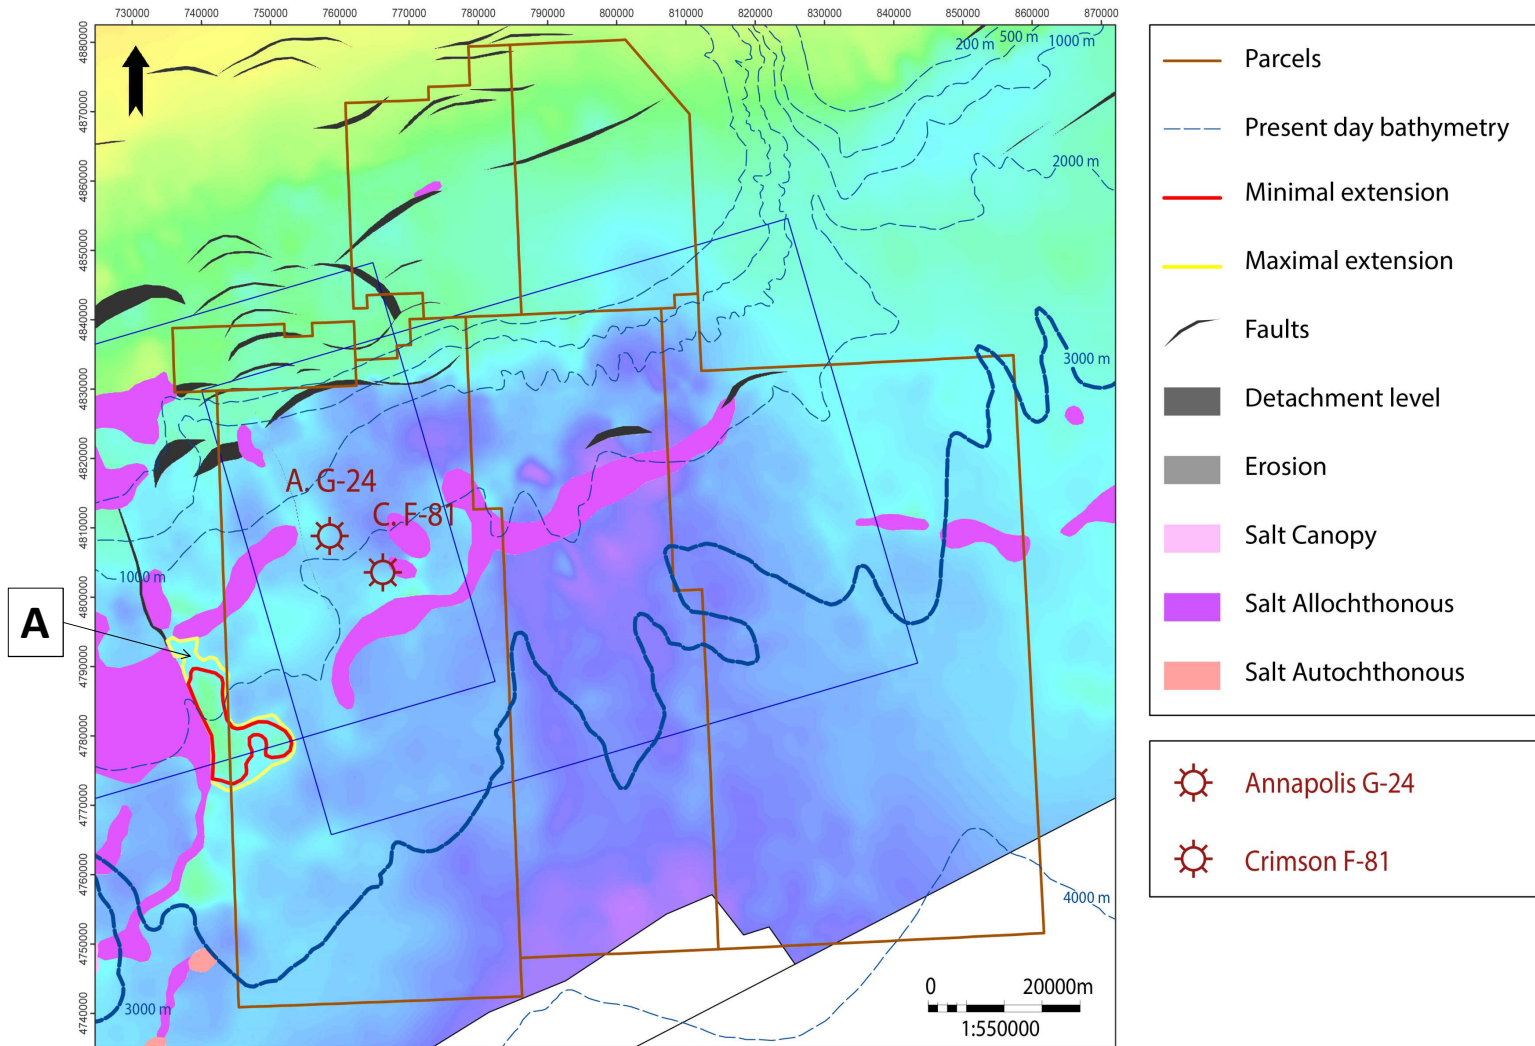 730000 740000 750000 760000 770000 780000 790000 800000 810000 820000 830000 840000 850000 860000 870000
4880000
4870000
4860000
4850000
4840000
4830000
4820000
4810000
4800000
4790000
4780000
4770000
4760000
4750000
4740000
200 m
500 m
1000 m
2000 m
3000 m
A. G-24
C. F-81
1000 m
A
4000 m
3000 m
0 20000m
1:550000
Parcels
Present day bathymetry
Minimal extension
Maximal extension
Faults
Detachment level
Erosion
Salt Canopy
Salt Allochthonous
Salt Autochthonous
Annapolis G-24
Crimson F-81